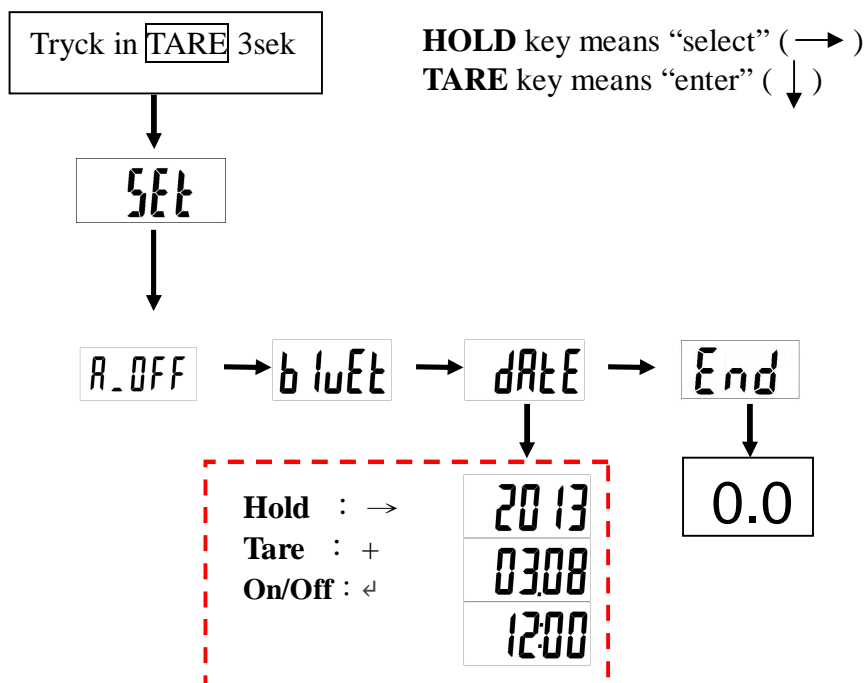 Tryck in TARE 3sek
HOLD key means “select” ( → )
TARE key means “enter” ( ↓ )
SEt
A_OFF
bluEt
dAtE
End
Hold : →
Tare : +
On/Off : ↵
2013
03.08
12:00
0.0